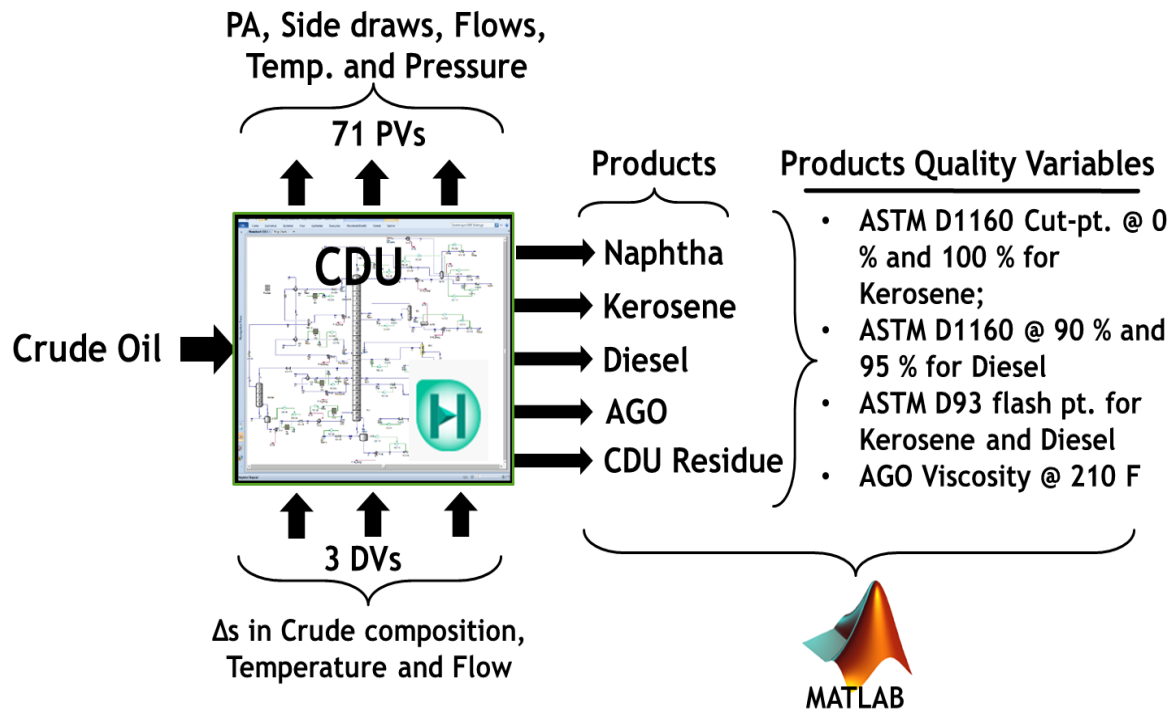 PA, Side draws, Flows,
Temp. and Pressure
71 PVs
Products
Products Quality Variables
CDU
Crude Oil
Naphtha
Kerosene
Diesel
AGO
CDU Residue
• ASTM D1160 Cut-pt. @ 0
% and 100 % for
Kerosene;
• ASTM D1160 @ 90 % and
95 % for Diesel
• ASTM D93 flash pt. for
Kerosene and Diesel
• AGO Viscosity @ 210 F
H
3 DVs
Δs in Crude composition,
Temperature and Flow
MATLAB